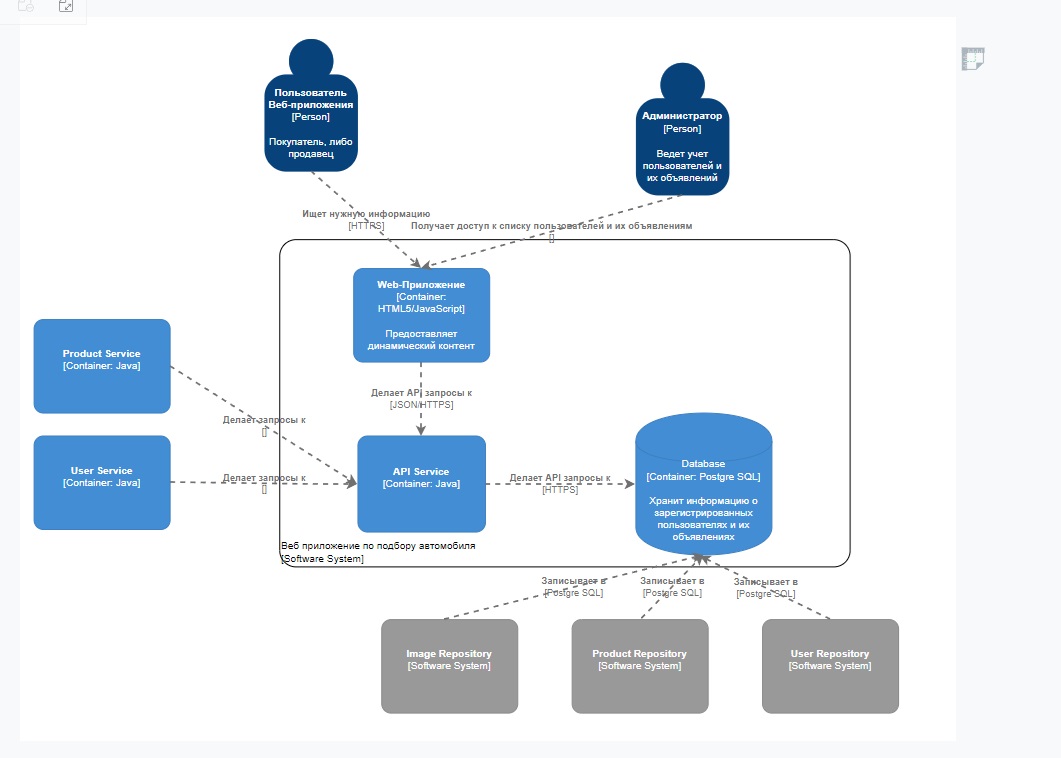 Пользователь
Веб-приложения
[Person]
Покупатель, либо
продавец
Администратор
[Person]
Ведет учет
пользователей и
их объявлений
Ищет нужную информацию
[HTTPS]
Получает доступ к списку пользователей и их объявлениям
[]
Web-Приложение
[Container:
HTML5/JavaScript]
Предоставляет
динамический контент
Product Service
[Container: Java]
Делает API запросы к
[JSON/HTTPS]
Делает запросы к
[]
User Service
[Container: Java]
Делает запросы к
[]
API Service
[Container: Java]
Делает API запросы к
[HTTPS]
Database
[Container: Postgre SQL]
Хранит информацию о
зарегистрированных
пользователях и их
объявлениях
Веб приложение по подбору автомобиля
[Software System]
Записывает в
[Postgre SQL]
Записывает в
[Postgre SQL]
Записывает в
[Postgre SQL]
Image Repository
[Software System]
Product Repository
[Software System]
User Repository
[Software System]